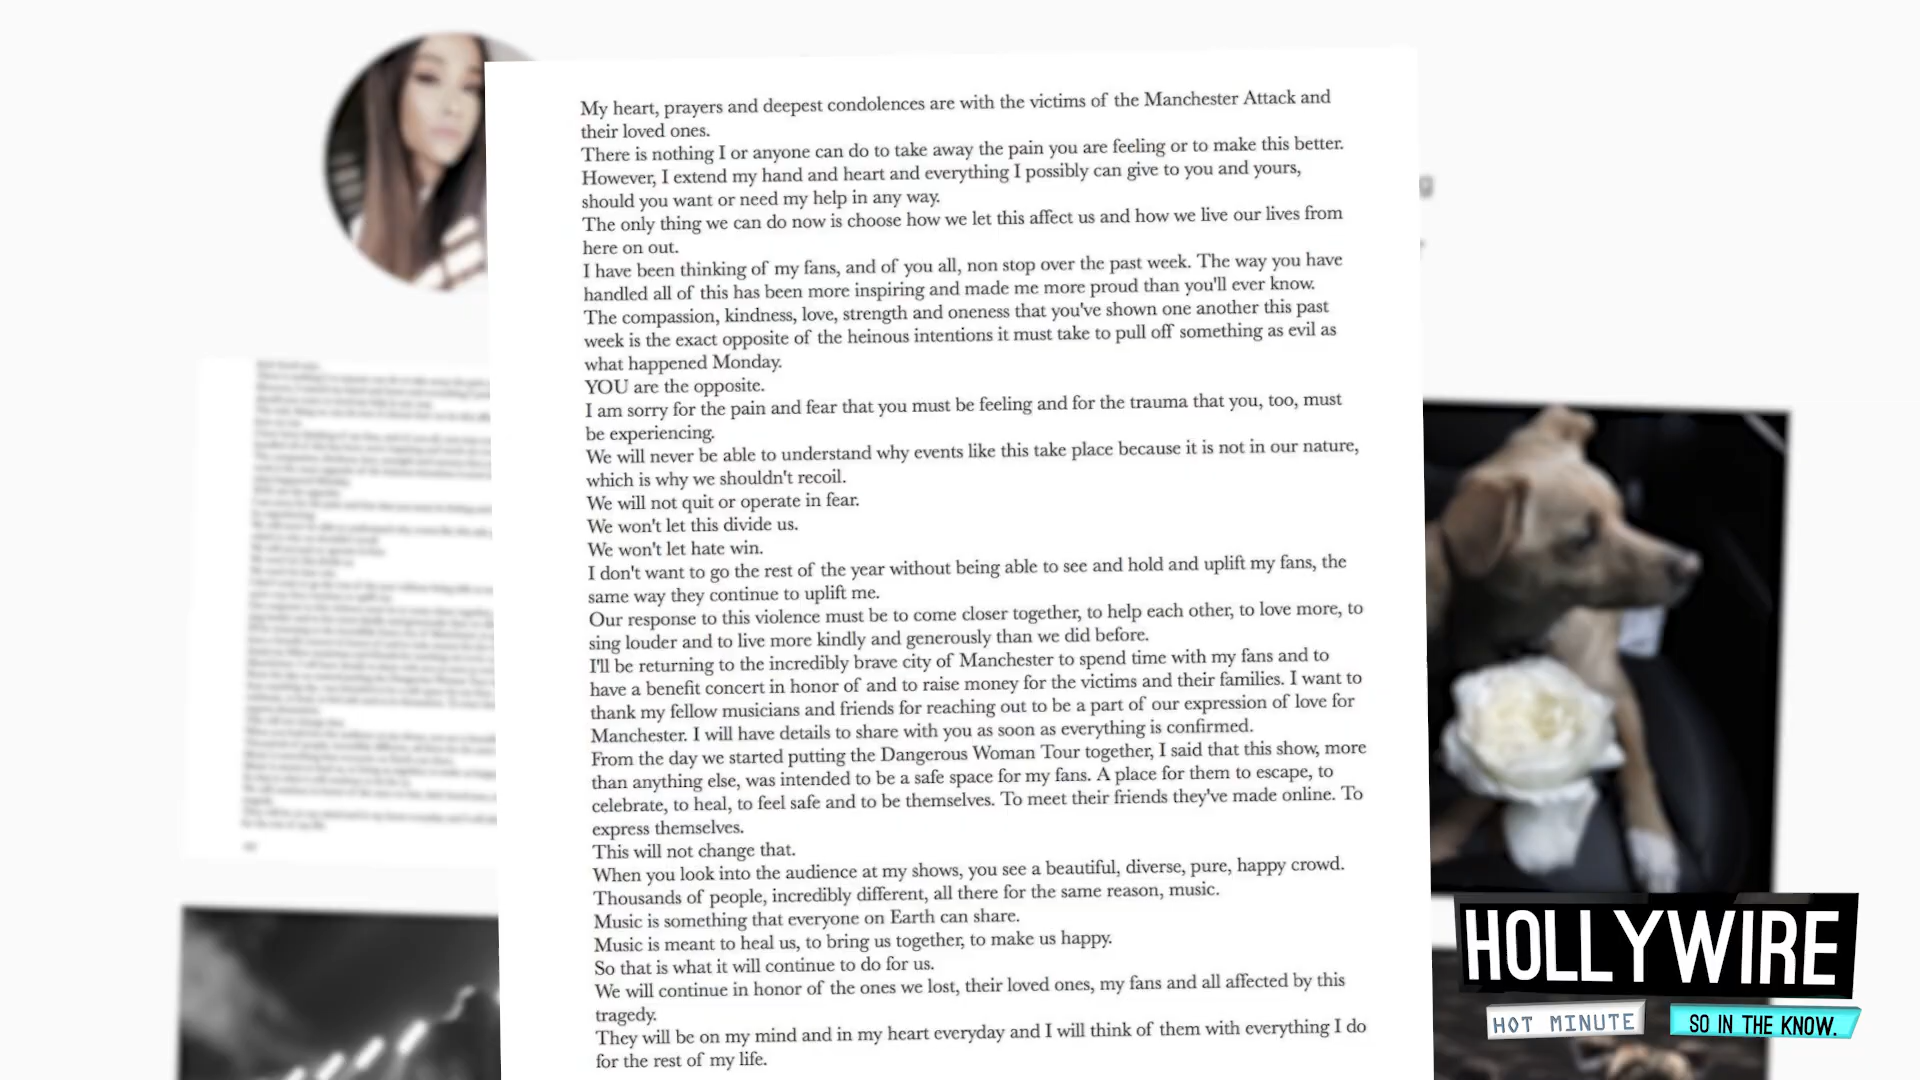 My heart, prayers and deepest condolences are with the victims of the Manchester Attack and
their loved ones.
There is nothing I or anyone can do to take away the pain you are feeling or to make this better.
However, I extend my hand and heart and everything I possibly can give to you and yours,
should you want or need my help in any way.
The only thing we can do now is choose how we let this affect us and how we live our lives from
here on out.
I have been thinking of my fans, and of you all, non stop over the past week. The way you have
handled all of this has been more inspiring and made me more proud than you'll ever know.
The compassion, kindness, love, strength and oneness that you've shown one another this past
week is the exact opposite of the heinous intentions it must take to pull off something as evil as
what happened Monday.
YOU are the opposite.
I am sorry for the pain and fear that you must be feeling and for the trauma that you, too, must
be experiencing.
We will never be able to understand why events like this take place because it is not in our nature,
which is why we shouldn't recoil.
We will not quit or operate in fear.
We won't let this divide us.
We won't let hate win.
I don't want to go the rest of the year without being able to see and hold and uplift my fans, the
same way they continue to uplift me.
Our response to this violence must be to come closer together, to help each other, to love more, to
sing louder and to live more kindly and generously than we did before.
I'll be returning to the incredibly brave city of Manchester to spend time with my fans and to
have a benefit concert in honor of and to raise money for the victims and their families. I want to
thank my fellow musicians and friends for reaching out to be a part of our expression of love for
Manchester. I will have details to share with you as soon as everything is confirmed.
From the day we started putting the Dangerous Woman Tour together, I said that this show, more
than anything else, was intended to be a safe space for my fans. A place for them to escape, to
celebrate, to heal, to feel safe and to be themselves. To meet their friends they've made online. To
express themselves.
This will not change that.
When you look into the audience at my shows, you see a beautiful, diverse, pure, happy crowd.
Thousands of people, incredibly different, all there for the same reason, music.
Music is something that everyone on Earth can share.
Music is meant to heal us, to bring us together, to make us happy.
So that is what it will continue to do for us.
We will continue in honor of the ones we lost, their loved ones, my fans and all affected by this
tragedy.
They will be on my mind and in my heart everyday and I will think of them with everything I do
for the rest of my life.
HOLLYWIRE
HOT MINUTE
SO IN THE KNOW.